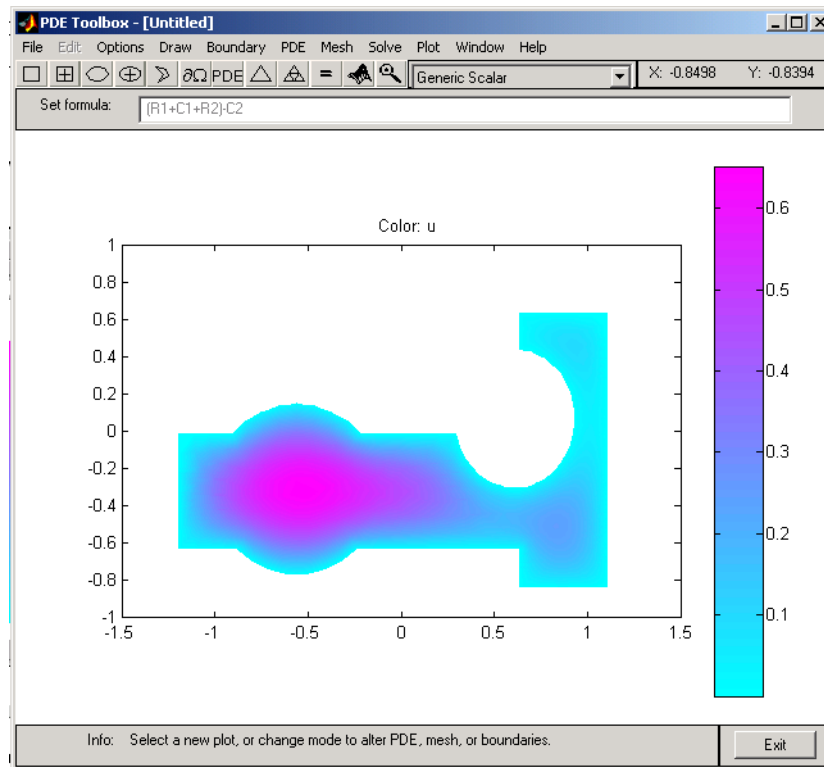 PDE Toolbox - [Untitled]
File Edit Options Draw Boundary PDE Mesh Solve Plot Window Help
∂Ω PDE = Generic Scalar X: -0.8498 Y: -0.8394
Set formula: (R1+C1+R2)-C2
Color: u
1
0.8
0.6
0.4
0.2
0
-0.2
-0.4
-0.6
-0.8
-1
-1.5 -1 -0.5 0 0.5 1 1.5
0.6
0.5
0.4
0.3
0.2
0.1
Info: Select a new plot, or change mode to alter PDE, mesh, or boundaries.
Exit